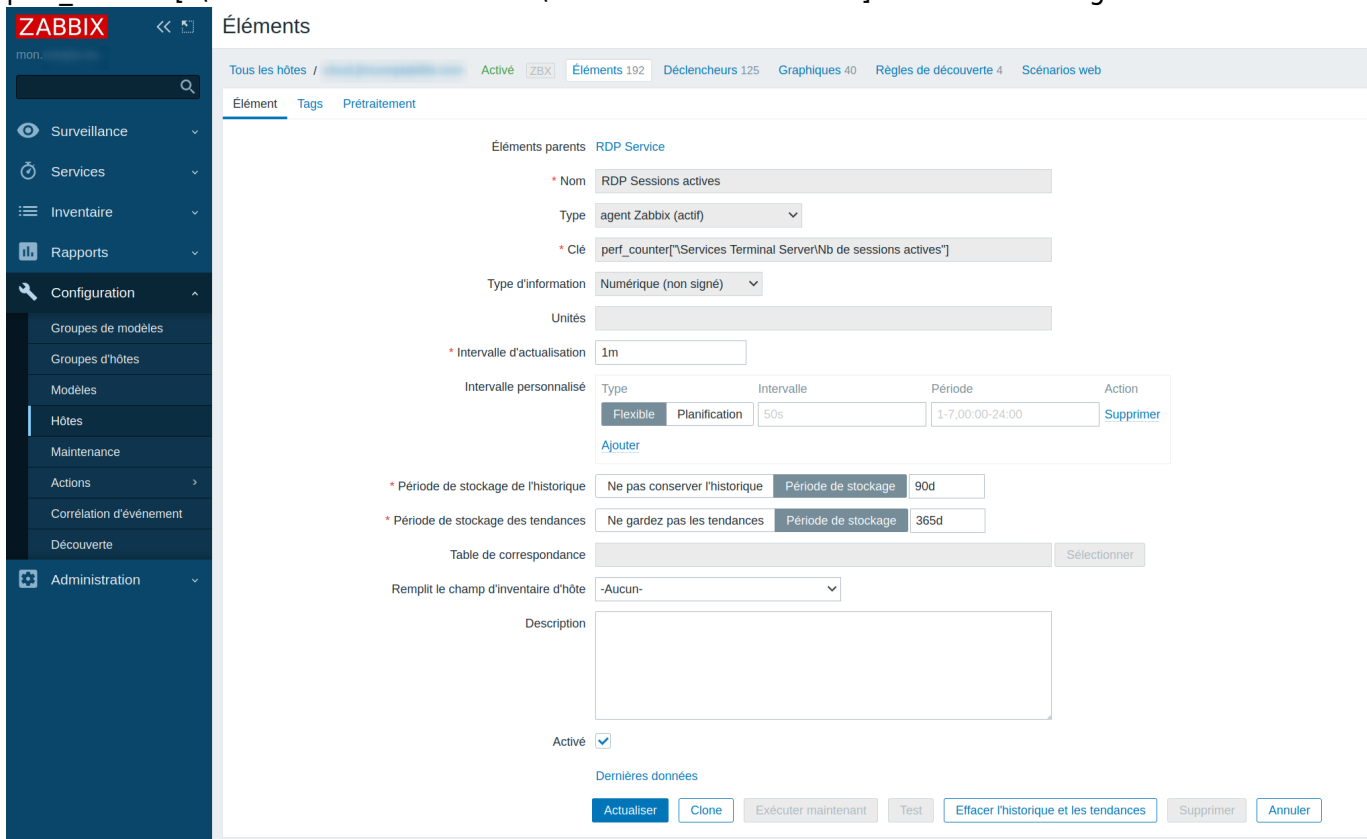 ZABBIX
Éléments
mon.
Tous les hôtes / Activé ZBX Éléments 192 Déclencheurs 125 Graphiques 40 Règles de découverte 4 Scénarios web
Élément Tags Prétraitement
Surveillance
Services
Inventaire
Rapports
Configuration
Groupes de modèles
Groupes d'hôtes
Modèles
Hôtes
Maintenance
Actions
Corrélation d'événement
Découverte
Administration
Éléments parents RDP Service
* Nom RDP Sessions actives
Type agent Zabbix (actif)
* Clé perf_counter["\Services Terminal Server\Nb de sessions actives"]
Type d'information Numérique (non signé)
Unités
* Intervalle d'actualisation 1m
Intervalle personnalisé Type Intervalle Période Action
Flexible Planification 50s 1-7,00:00-24:00 Supprimer
Ajouter
* Période de stockage de l'historique Ne pas conserver l'historique Période de stockage 90d
* Période de stockage des tendances Ne gardez pas les tendances Période de stockage 365d
Table de correspondance Sélectionner
Remplit le champ d'inventaire d'hôte -Aucun-
Description
Activé
Dernières données
Actualiser Clone Exécuter maintenant Test Effacer l'historique et les tendances Supprimer Annuler